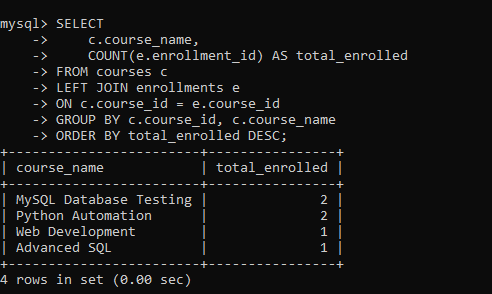 mysql> SELECT
    ->     c.course_name,
    ->     COUNT(e.enrollment_id) AS total_enrolled
    -> FROM courses c
    -> LEFT JOIN enrollments e
    -> ON c.course_id = e.course_id
    -> GROUP BY c.course_id, c.course_name
    -> ORDER BY total_enrolled DESC;
+------------------------+----------------+
| course_name            | total_enrolled |
+------------------------+----------------+
| MySQL Database Testing |              2 |
| Python Automation      |              2 |
| Web Development        |              1 |
| Advanced SQL           |              1 |
+------------------------+----------------+
4 rows in set (0.00 sec)